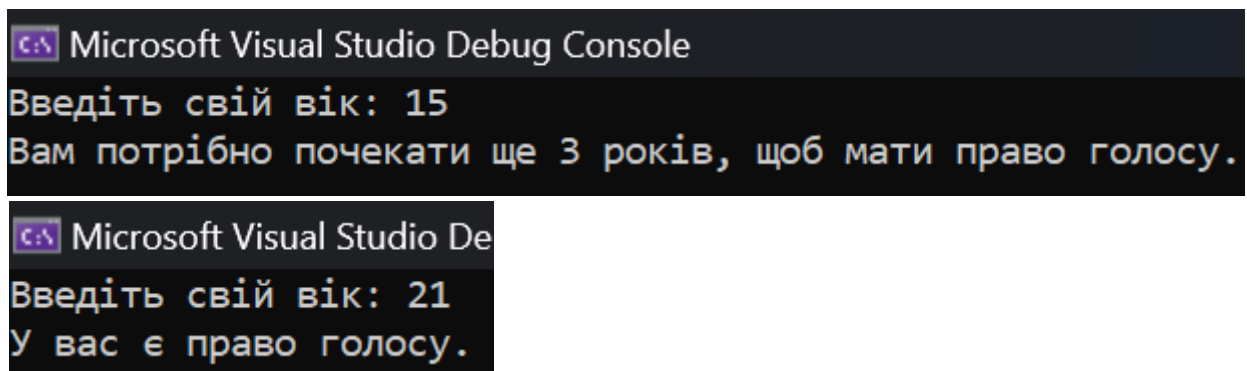 Microsoft Visual Studio Debug Console
Введіть свій вік: 15
Вам потрібно почекати ще 3 років, щоб мати право голосу.
Microsoft Visual Studio De
Введіть свій вік: 21
У вас є право голосу.